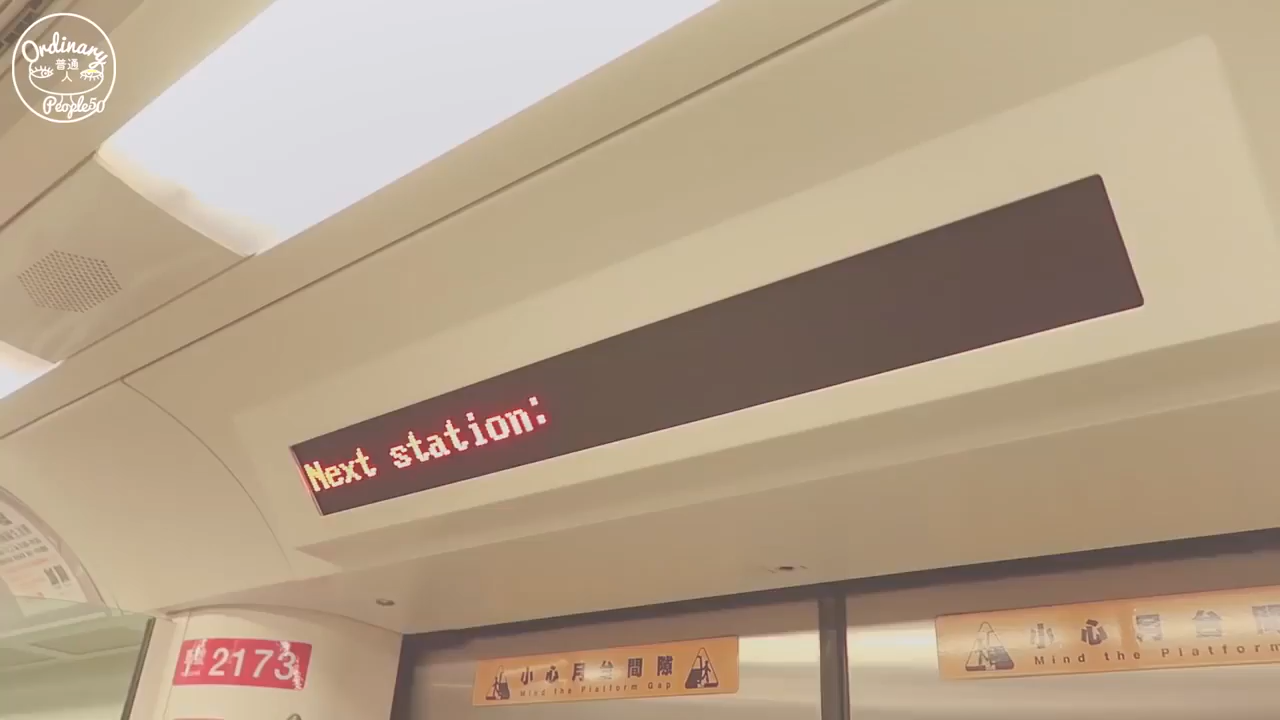 Ordinary
普通
人
People50
Next station:
2173
小心月台間隙
Mind the Platform Gap
小心月台間
Mind the Platform